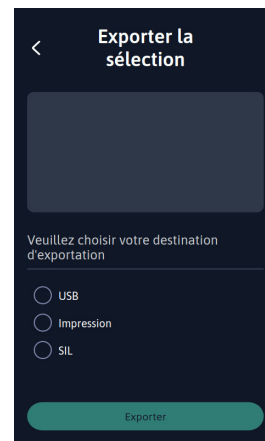 Exporter la
sélection
Veuillez choisir votre destination
d'exportation
USB
Impression
SIL
Exporter